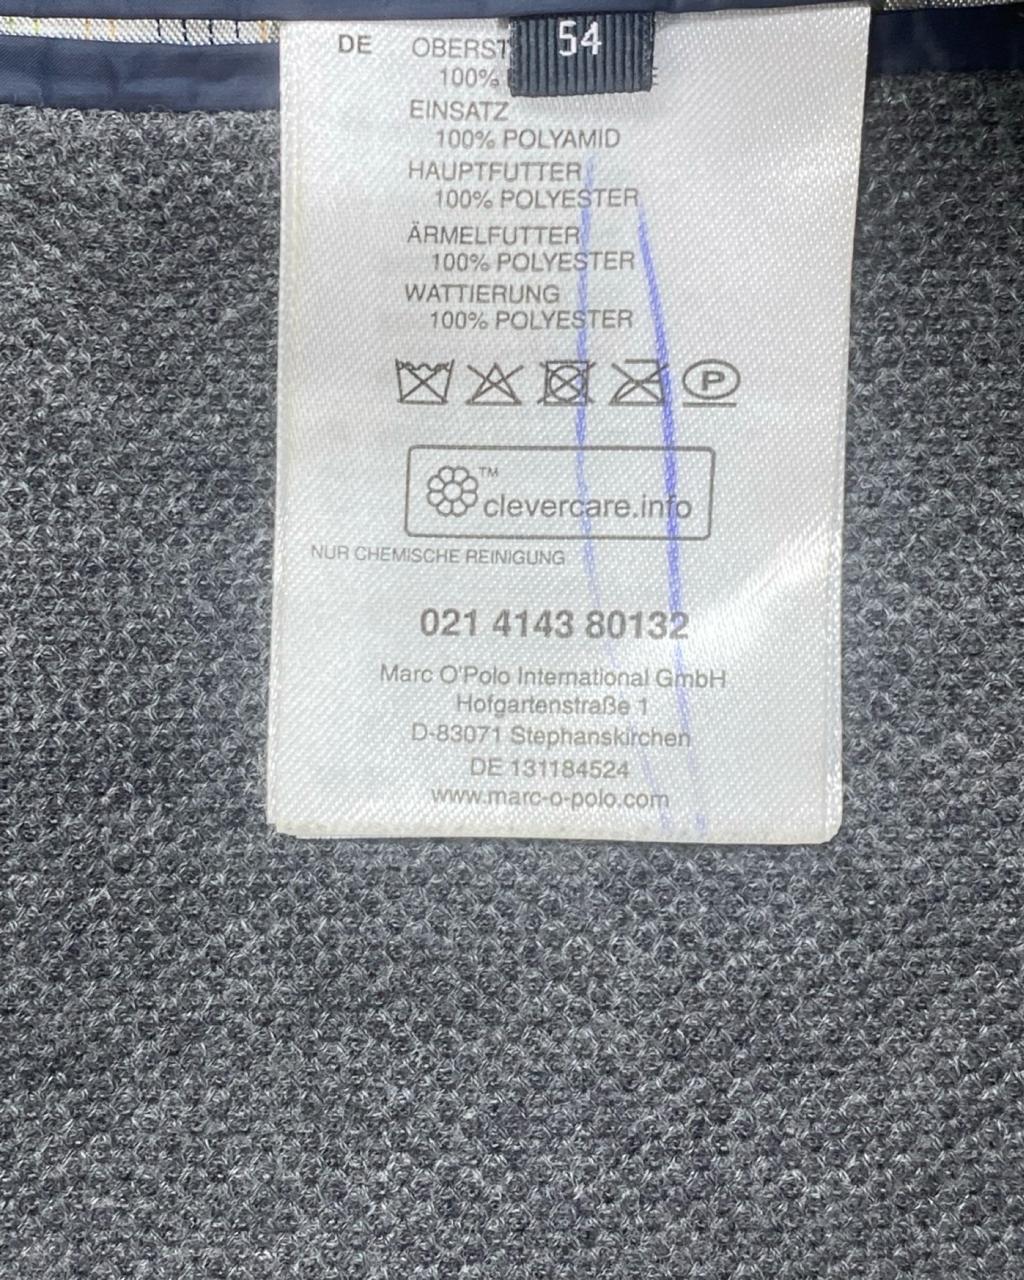 54
DE
100%
EINSATZ
100% POLYAMID
HAUPTFUTTER
100% POLYESTER
ÄRMELFUTTER
100% POLYESTER
WATTIERUNG
100% POLYESTER
P
™
clevercare.info
NUR CHEMISCHE REINIGUNG
021 4143 80132
Marc O'Polo International GmbH
Hofgartenstraße 1
D-83071 Stephanskirchen
DE 131184524
www.marc-o-polo.com